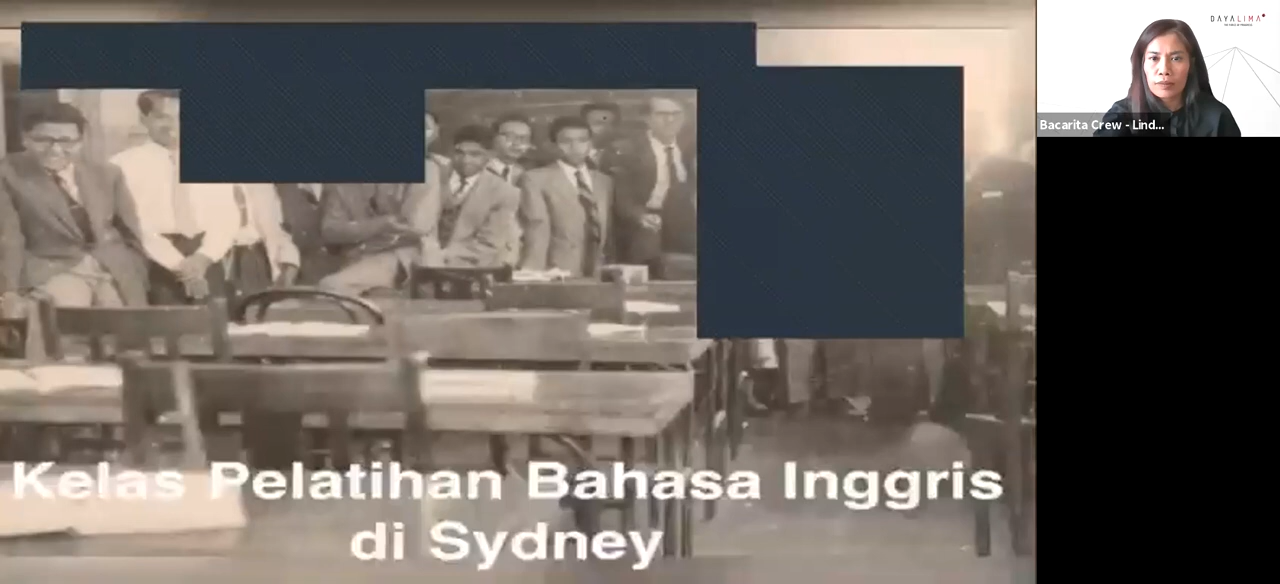 DAYALIMA
Bacarita Crew - Lind...
Kelas Pelatihan Bahasa Inggris
di Sydney